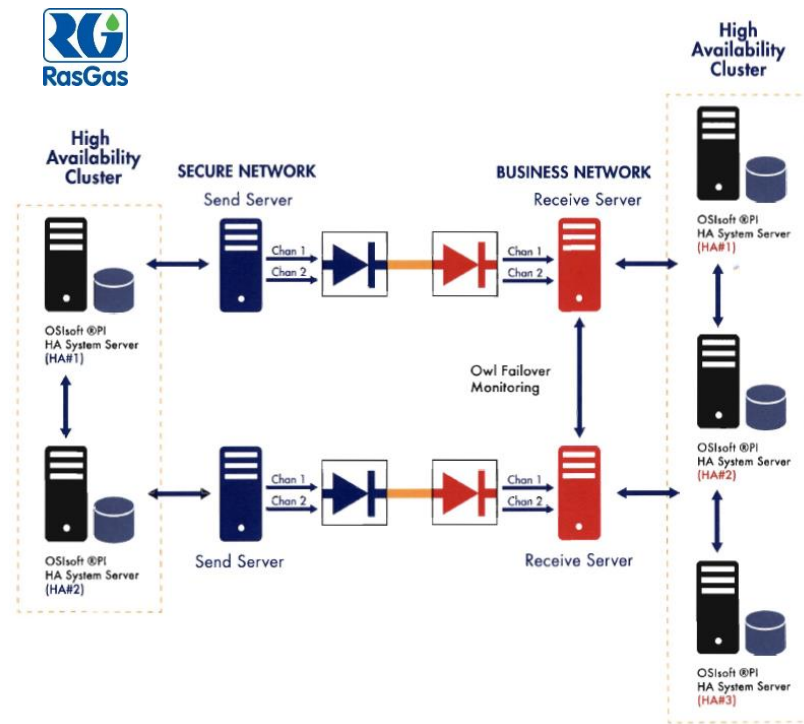 RG
RasGas
High
Availability
Cluster
High
Availability
Cluster
SECURE NETWORK
Send Server
BUSINESS NETWORK
Receive Server
Chan 1
Chan 2
Chan 1
Chan 2
OSIsoft ®PI
HA System Server
(HA#1)
OSIsoft ®PI
HA System Server
(HA#1)
Owl Failover
Monitoring
OSIsoft ®PI
HA System Server
(HA#2)
Chan 1
Chan 2
Chan 1
Chan 2
Send Server
Receive Server
OSIsoft ®PI
HA System Server
(HA#2)
OSIsoft ®PI
HA System Server
(HA#3)